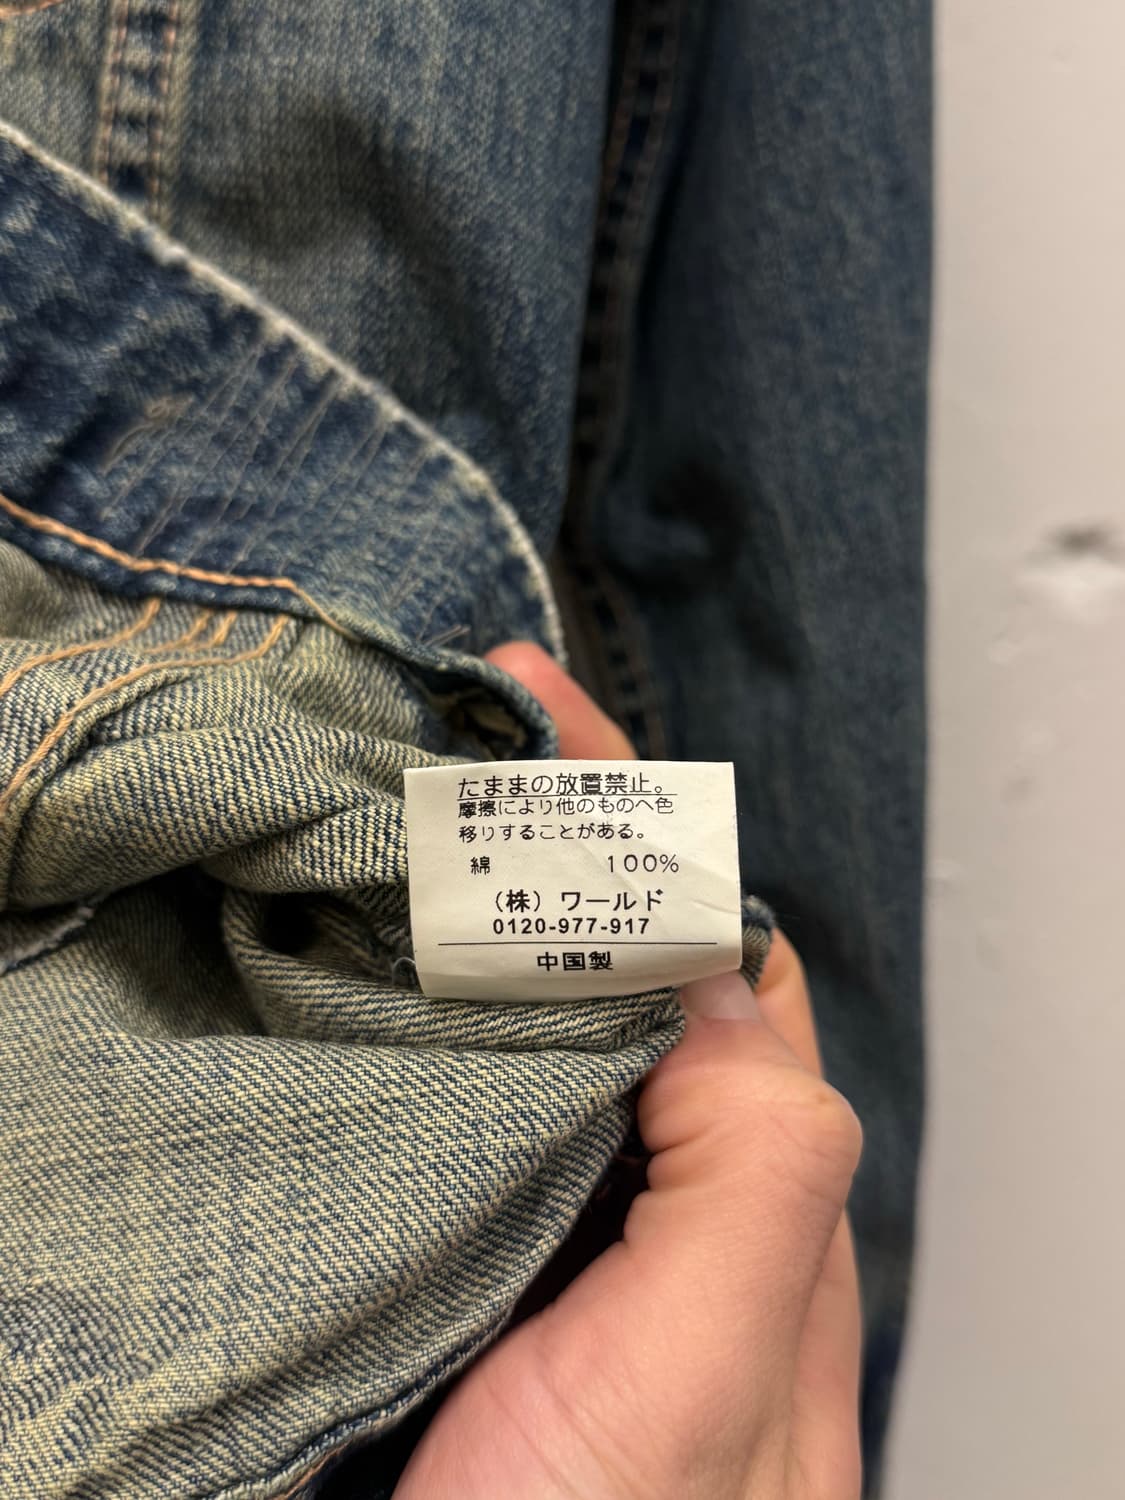 たままの放置禁止。
摩擦により他のものへ色
移りすることがある。
綿 100%
(株) ワールド
0120-977-917
中国製